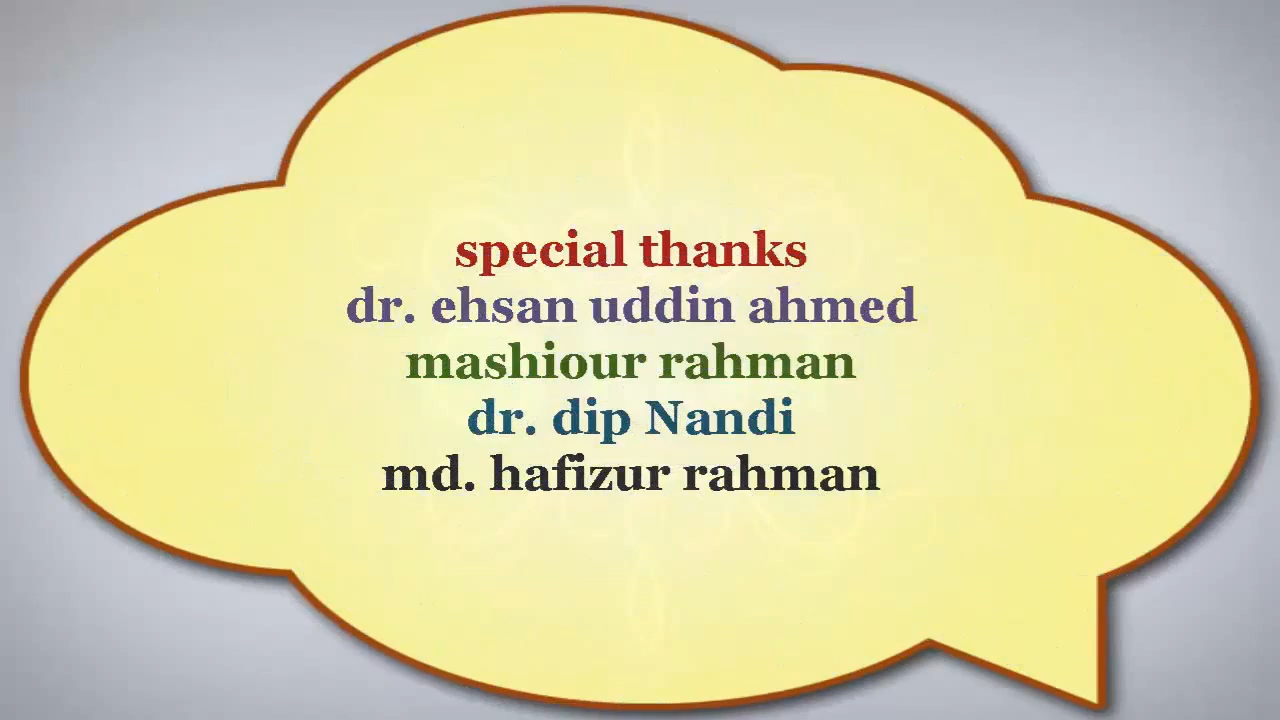 special thanks
dr. ehsan uddin ahmed
mashiour rahman
dr. dip Nandi
md. hafizur rahman